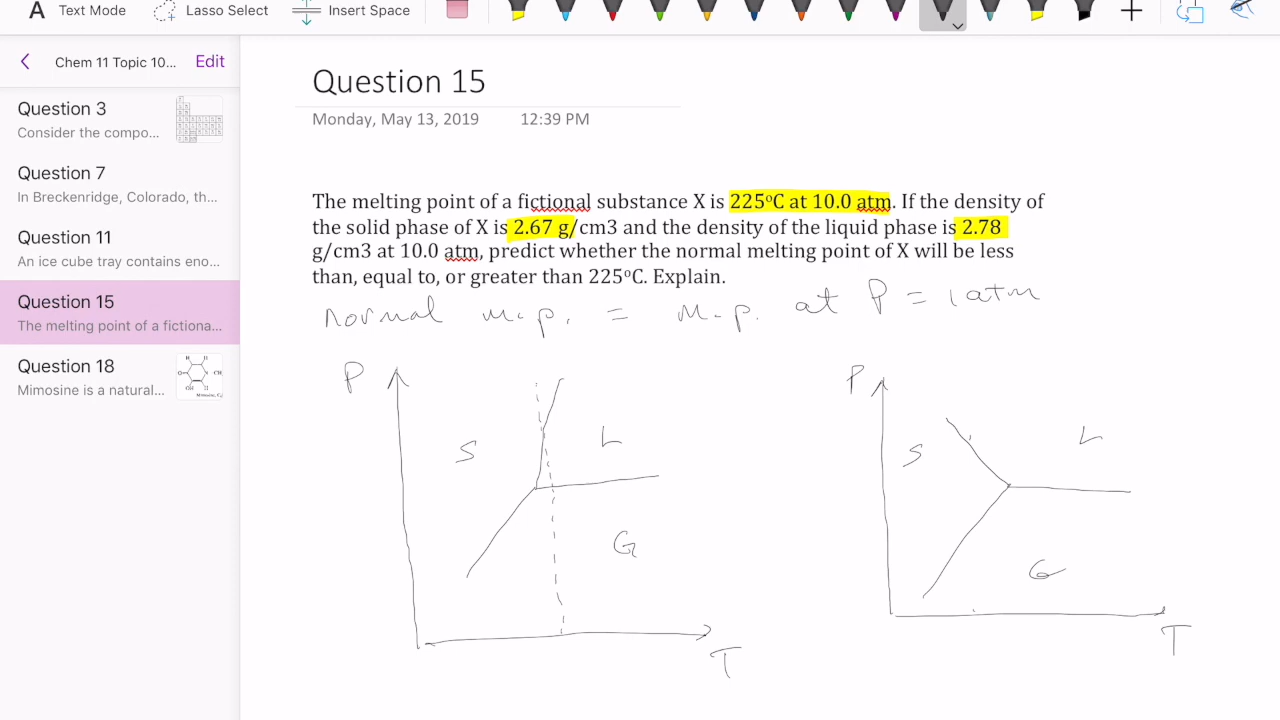 Text Mode
Lasso Select
Insert Space
Chem 11 Topic 10...
Edit
Question 3
Consider the compo...
Question 7
In Breckenridge, Colorado, th...
Question 11
An ice cube tray contains eno...
Question 15
The melting point of a fictiona...
Question 18
Mimosine is a natural...
Question 15
Monday, May 13, 2019 12:39 PM
The melting point of a fictional substance X is 225°C at 10.0 atm. If the density of
the solid phase of X is 2.67 g/cm3 and the density of the liquid phase is 2.78
g/cm3 at 10.0 atm, predict whether the normal melting point of X will be less
than, equal to, or greater than 225°C. Explain.
normal m.p. = m.p. at P = 1 atm
P
S
L
G
T
P
S
L
G
T